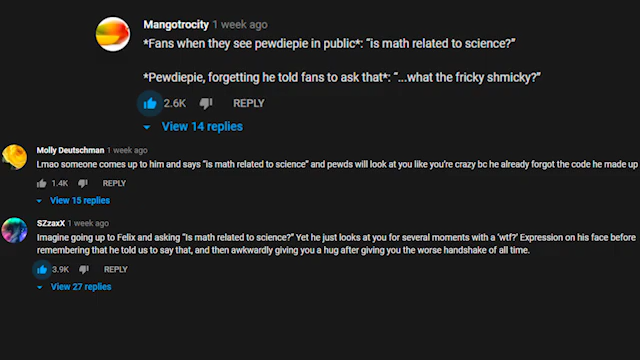 Mangotrocity 1 week ago
*Fans when they see pewdiepie in public*: “is math related to science?”
*Pewdiepie, forgetting he told fans to ask that*: “...what the fricky shmicky?”
2.6K REPLY
View 14 replies
Molly Deutschman 1 week ago
Lmao someone comes up to him and says “is math related to science” and pewds will look at you like you’re crazy bc he already forgot the code he made up
1.4K REPLY
View 15 replies
SZzaxX 1 week ago
Imagine going up to Felix and asking “Is math related to science?” Yet he just looks at you for several moments with a ‘wtf?’ Expression on his face before
remembering that he told us to say that, and then awkwardly giving you a hug after giving you the worse handshake of all time.
3.9K REPLY
View 27 replies